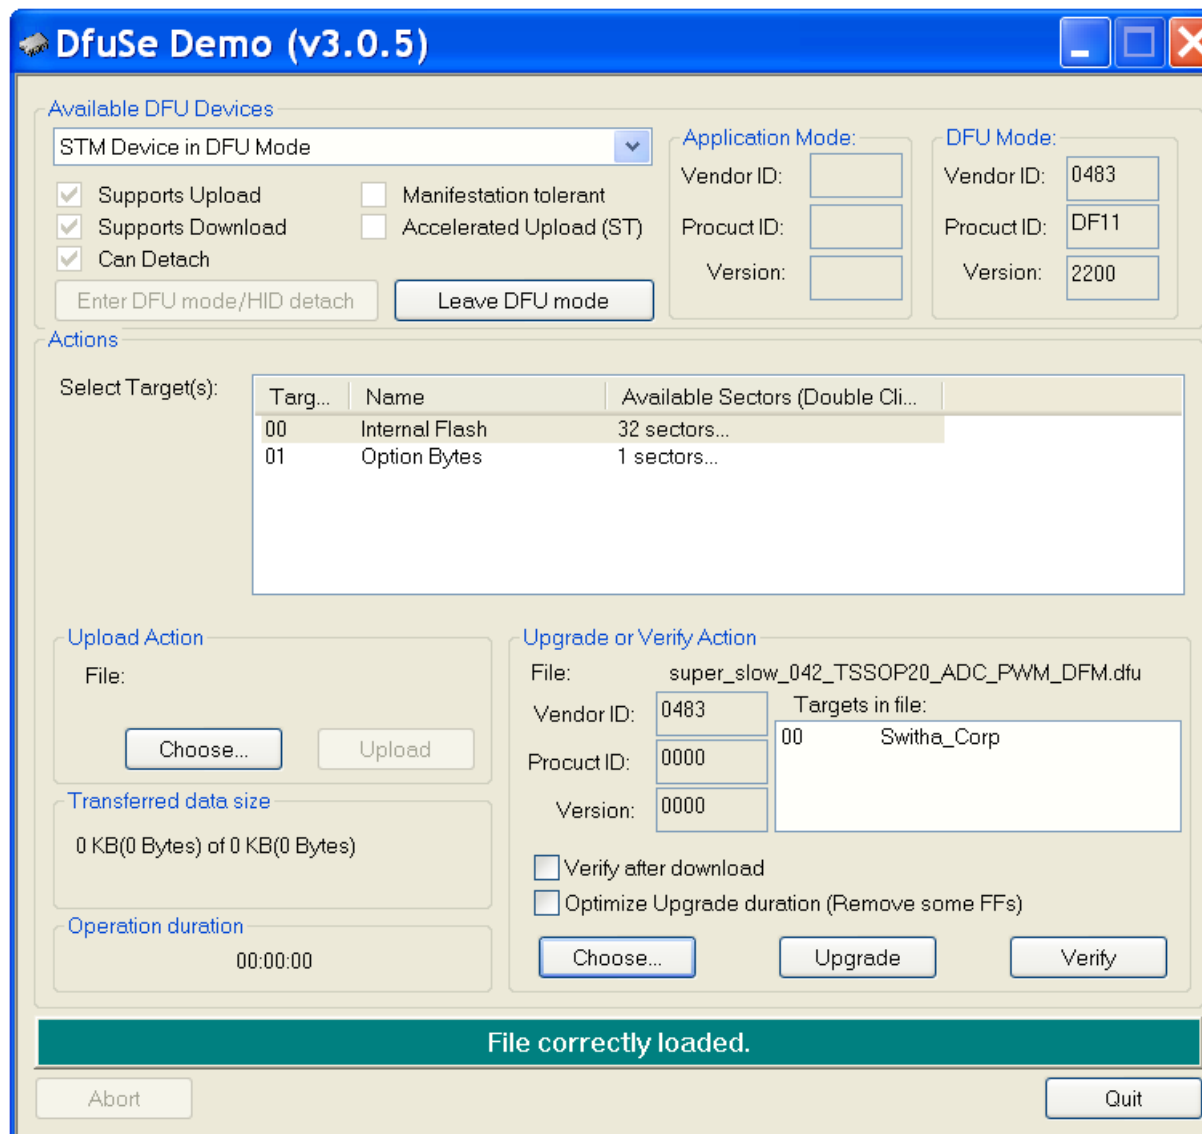 DfuSe Demo (v3.0.5)
Available DFU Devices
STM Device in DFU Mode
Supports Upload
Manifestation tolerant
Supports Download
Accelerated Upload (ST)
Can Detach
Enter DFU mode/HID detach
Leave DFU mode
Application Mode:
Vendor ID:
Procuct ID:
Version:
DFU Mode:
Vendor ID: 0483
Procuct ID: DF11
Version: 2200
Actions
Select Target(s):
Targ... Name Available Sectors (Double Cli...
00 Internal Flash 32 sectors...
01 Option Bytes 1 sectors...
Upload Action
File:
Choose... Upload
Transferred data size
0 KB(0 Bytes) of 0 KB(0 Bytes)
Operation duration
00:00:00
Upgrade or Verify Action
File: super_slow_042_TSSOP20_ADC_PWM_DFM.dfu
Vendor ID: 0483
Procuct ID: 0000
Version: 0000
Targets in file:
00 Switha_Corp
Verify after download
Optimize Upgrade duration (Remove some FFs)
Choose... Upgrade Verify
File correctly loaded.
Abort Quit